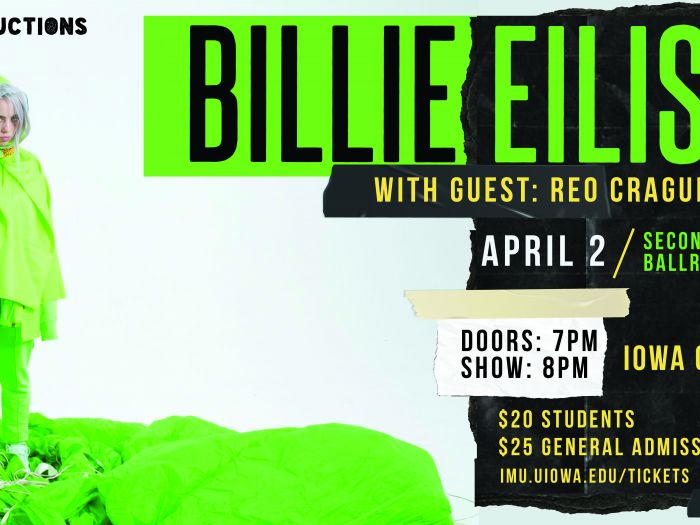 UCTIONS
BILLIE EILIS
WITH GUEST: REO CRAGU
APRIL 2 / SECON
BALLR
DOORS: 7PM
SHOW: 8PM
IOWA C
$20 STUDENTS
$25 GENERAL ADMISS
IMU.UIOWA.EDU/TICKETS